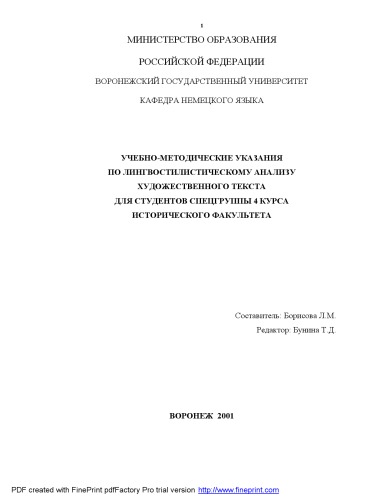 1
МИНИСТЕРСТВО ОБРАЗОВАНИЯ
РОССИЙСКОЙ ФЕДЕРАЦИИ
ВОРОНЕЖСКИЙ ГОСУДАРСТВЕННЫЙ УНИВЕРСИТЕТ
КАФЕДРА НЕМЕЦКОГО ЯЗЫКА
УЧЕБНО-МЕТОДИЧЕСКИЕ УКАЗАНИЯ
ПО ЛИНГВОСТИЛИСТИЧЕСКОМУ АНАЛИЗУ
ХУДОЖЕСТВЕННОГО ТЕКСТА
ДЛЯ СТУДЕНТОВ СПЕЦГРУППЫ 4 КУРСА
ИСТОРИЧЕСКОГО ФАКУЛЬТЕТА
Составитель: Борисова Л.М.
Редактор: Бунина Т.Д.
ВОРОНЕЖ 2001
PDF created with FinePrint pdfFactory Pro trial version http://www.fineprint.com